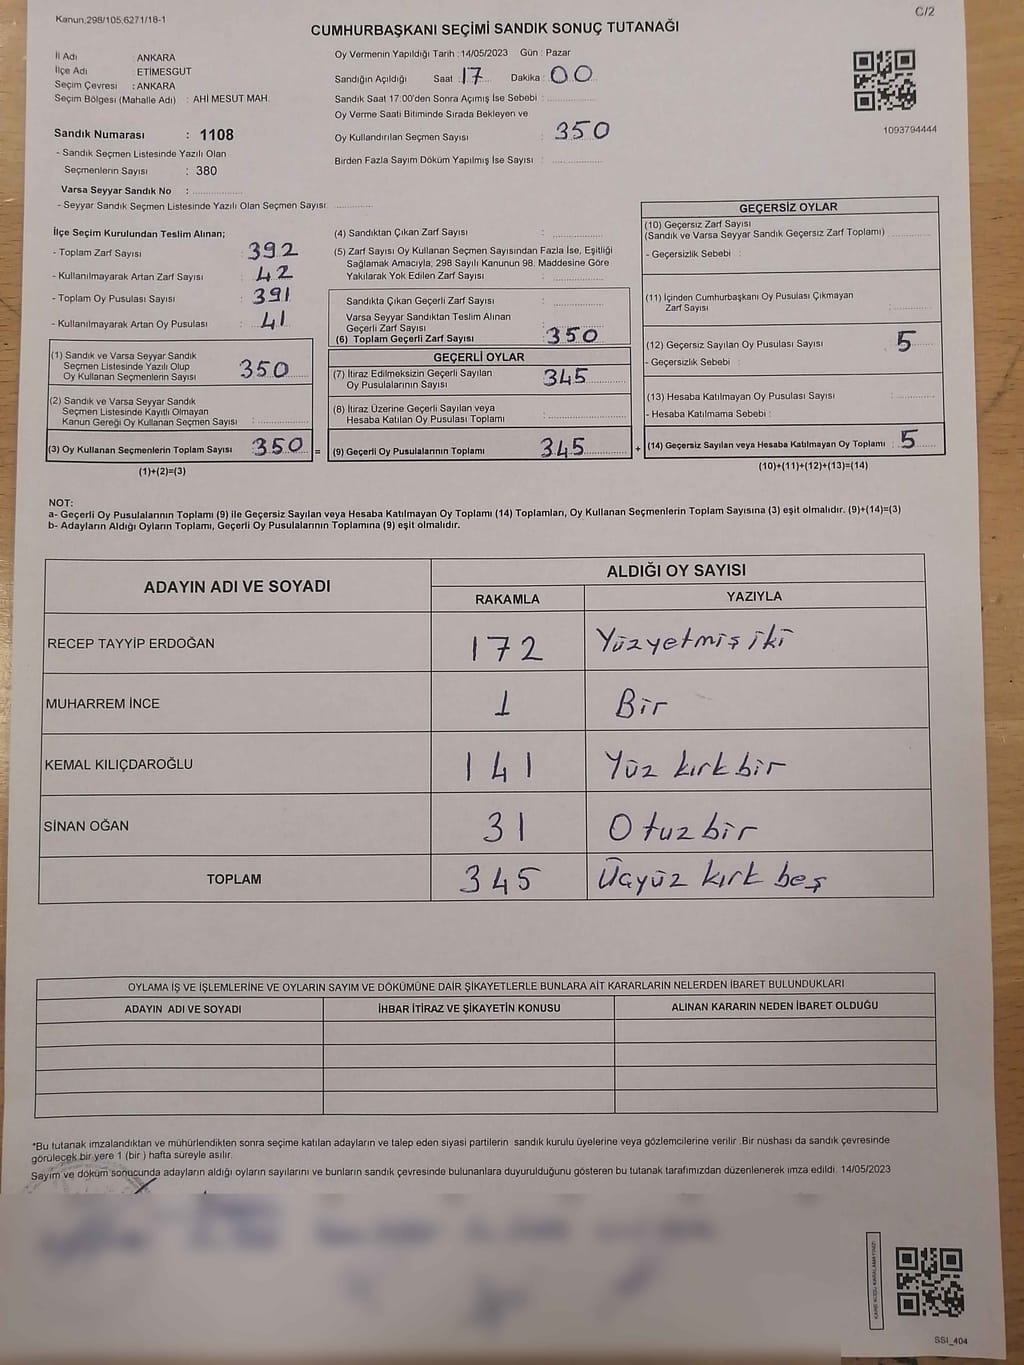 Kanun,298/105,6271/18-1
C/2
CUMHURBAŞKANI SEÇİMİ SANDIK SONUÇ TUTANAĞI
İl Adı : ANKARA
İlçe Adı : ETİMESGUT
Seçim Çevresi : ANKARA
Seçim Bölgesi (Mahalle Adı) : AHİ MESUT MAH.
Oy Vermenin Yapıldığı Tarih : 14/05/2023 Gün : Pazar
Sandığın Açıldığı Saat : 17 Dakika : 00
Sandık Saat 17:00'den Sonra Açımış İse Sebebi :
Oy Verme Saati Bitiminde Sırada Bekleyen ve
Oy Kullandırılan Seçmen Sayısı : 350
Birden Fazla Sayım Döküm Yapılmış İse Sayısı :
1093794444
Sandık Numarası : 1108
- Sandık Seçmen Listesinde Yazılı Olan
Seçmenlerin Sayısı : 380
Varsa Seyyar Sandık No :
- Seyyar Sandık Seçmen Listesinde Yazılı Olan Seçmen Sayısı:
İlçe Seçim Kurulundan Teslim Alınan;
- Toplam Zarf Sayısı : 392
- Kullanılmayarak Artan Zarf Sayısı : 42
- Toplam Oy Pusulası Sayısı : 391
- Kullanılmayarak Artan Oy Pusulası : 41
(1) Sandık ve Varsa Seyyar Sandık
Seçmen Listesinde Yazılı Olup
Oy Kullanan Seçmenlerin Sayısı : 350
(2) Sandık ve Varsa Seyyar Sandık
Seçmen Listesinde Kayıtlı Olmayan
Kanun Gereği Oy Kullanan Seçmen Sayısı :
(3) Oy Kullanan Seçmenlerin Toplam Sayısı : 350 =
(1)+(2)=(3)
(4) Sandıktan Çıkan Zarf Sayısı :
(5) Zarf Sayısı Oy Kullanan Seçmen Sayısından Fazla İse, Eşitliği
Sağlamak Amacıyla; 298 Sayılı Kanunun 98. Maddesine Göre
Yakılarak Yok Edilen Zarf Sayısı :
Sandıkta Çıkan Geçerli Zarf Sayısı :
Varsa Seyyar Sandıktan Teslim Alınan
Geçerli Zarf Sayısı :
(6) Toplam Geçerli Zarf Sayısı : 350
GEÇERLİ OYLAR
(7) İtiraz Edilmeksizin Geçerli Sayılan
Oy Pusulalarının Sayısı : 345
(8) İtiraz Üzerine Geçerli Sayılan veya
Hesaba Katılan Oy Pusulası Toplamı :
(9) Geçerli Oy Pusulalarının Toplamı : 345 +
GEÇERSİZ OYLAR
(10) Geçersiz Zarf Sayısı
(Sandık ve Varsa Seyyar Sandık Geçersiz Zarf Toplamı)
- Geçersizlik Sebebi :
(11) İçinden Cumhurbaşkanı Oy Pusulası Çıkmayan
Zarf Sayısı :
(12) Geçersiz Sayılan Oy Pusulası Sayısı : 5
- Geçersizlik Sebebi :
(13) Hesaba Katılmayan Oy Pusulası Sayısı :
- Hesaba Katılmama Sebebi :
(14) Geçersiz Sayılan veya Hesaba Katılmayan Oy Toplamı : 5
(10)+(11)+(12)+(13)=(14)
NOT:
a- Geçerli Oy Pusulalarının Toplamı (9) ile Geçersiz Sayılan veya Hesaba Katılmayan Oy Toplamı (14) Toplamları, Oy Kullanan Seçmenlerin Toplam Sayısına (3) eşit olmalıdır. (9)+(14)=(3)
b- Adayların Aldığı Oyların Toplamı, Geçerli Oy Pusulalarının Toplamına (9) eşit olmalıdır.
ADAYIN ADI VE SOYADI ALDIĞI OY SAYISI
RAKAMLA YAZIYLA
RECEP TAYYİP ERDOĞAN 172 Yüzyetmiş iki
MUHARREM İNCE 1 Bir
KEMAL KILIÇDAROĞLU 141 Yüz kırk bir
SİNAN OĞAN 31 Otuzbir
TOPLAM 345 Üçyüz kırk beş
OYLAMA İŞ VE İŞLEMLERİNE VE OYLARIN SAYIM VE DÖKÜMÜNE DAİR ŞİKAYETLERLE BUNLARA AİT KARARLARIN NELERDEN İBARET BULUNDUKLARI
ADAYIN ADI VE SOYADI İHBAR İTİRAZ VE ŞİKAYETİN KONUSU ALINAN KARARIN NEDEN İBARET OLDUĞU
*Bu tutanak imzalandıktan ve mühürlendikten sonra seçime katılan adayların ve talep eden siyasi partilerin sandık kurulu üyelerine veya gözlemcilerine verilir .Bir nüshası da sandık çevresinde
görülecek bir yere 1 (bir ) hafta süreyle asılır.
Sayım ve döküm sonucunda adayların aldığı oyların sayılarını ve bunların sandık çevresinde bulunanlara duyurulduğunu gösteren bu tutanak tarafımızdan düzenlenerek imza edildi. 14/05/2023
KARE KODU KARALAMAYINIZ!
SSİ_404